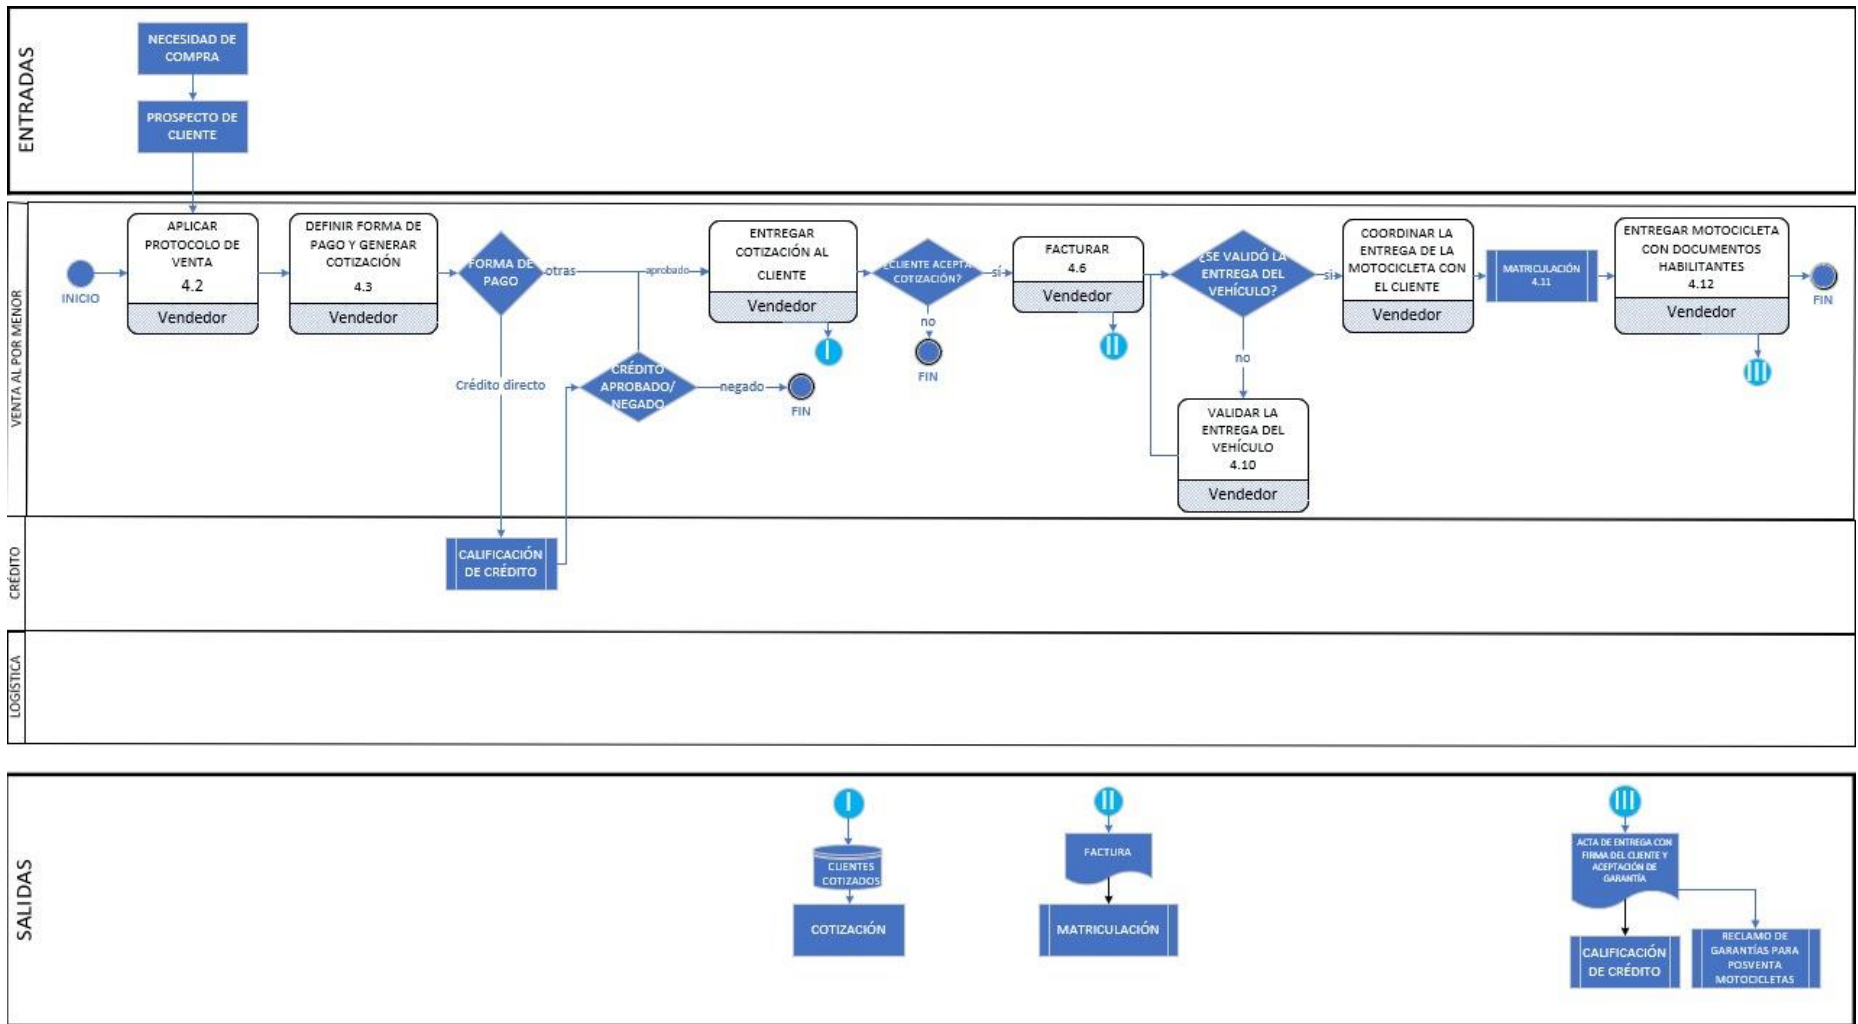 ENTRADAS
NECESIDAD DE
COMPRA
PROSPECTO DE
CLIENTE
VENTA AL POR MENOR
INICIO
APLICAR
PROTOCOLO DE
VENTA
4.2
Vendedor
DEFINIR FORMA DE
PAGO Y GENERAR
COTIZACIÓN
4.3
Vendedor
FORMA DE
PAGO
otras
Crédito directo
aprobado
CRÉDITO
APROBADO/
NEGADO
negado
FIN
ENTREGAR
COTIZACIÓN AL
CLIENTE
Vendedor
I
¿CLIENTE ACEPTA
COTIZACIÓN?
sí
no
FIN
FACTURAR
4.6
Vendedor
II
¿SE VALIDÓ LA
ENTREGA DEL
VEHÍCULO?
si
no
VALIDAR LA
ENTREGA DEL
VEHÍCULO
4.10
Vendedor
COORDINAR LA
ENTREGA DE LA
MOTOCICLETA CON
EL CLIENTE
Vendedor
MATRICULACIÓN
4.11
ENTREGAR MOTOCICLETA
CON DOCUMENTOS
HABILITANTES
4.12
Vendedor
III
FIN
CRÉDITO
CALIFICACIÓN
DE CRÉDITO
LOGÍSTICA
SALIDAS
I
CLIENTES
COTIZADOS
COTIZACIÓN
II
FACTURA
MATRICULACIÓN
III
ACTA DE ENTREGA CON
FIRMA DEL CLIENTE Y
ACEPTACIÓN DE
GARANTÍA
CALIFICACIÓN
DE CRÉDITO
RECLAMO DE
GARANTÍAS PARA
POSVENTA
MOTOCICLETAS